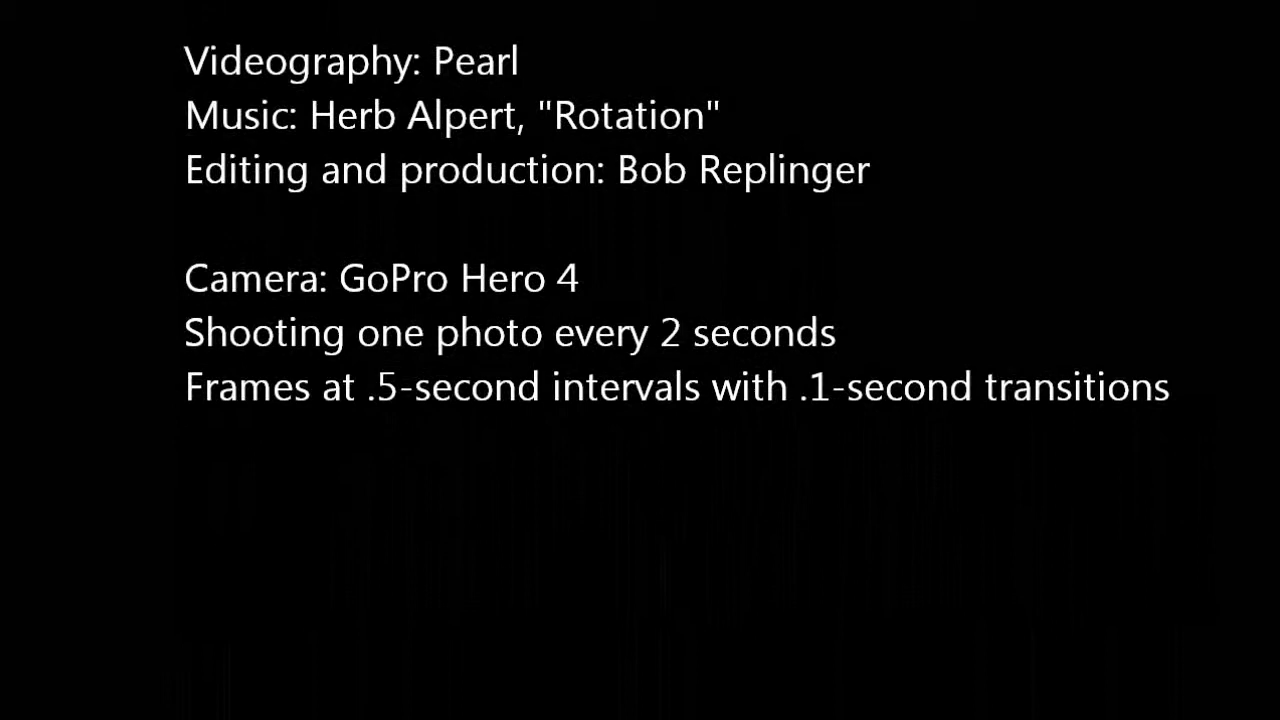 Videography: Pearl
Music: Herb Alpert, "Rotation"
Editing and production: Bob Replinger
Camera: GoPro Hero 4
Shooting one photo every 2 seconds
Frames at .5-second intervals with .1-second transitions